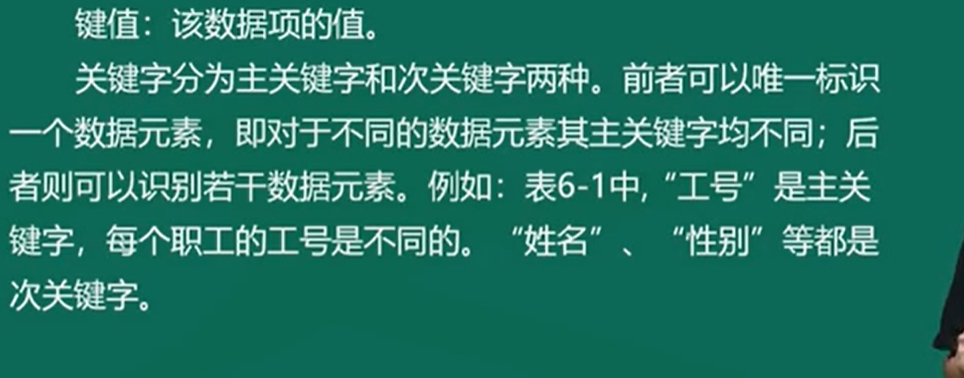 键值：该数据项的值。
关键字分为主关键字和次关键字两种。前者可以唯一标识
一个数据元素，即对于不同的数据元素其主关键字均不同；后
者则可以识别若干数据元素。例如：表6-1中,“工号”是主关
键字，每个职工的工号是不同的。“姓名”、“性别”等都是
次关键字。